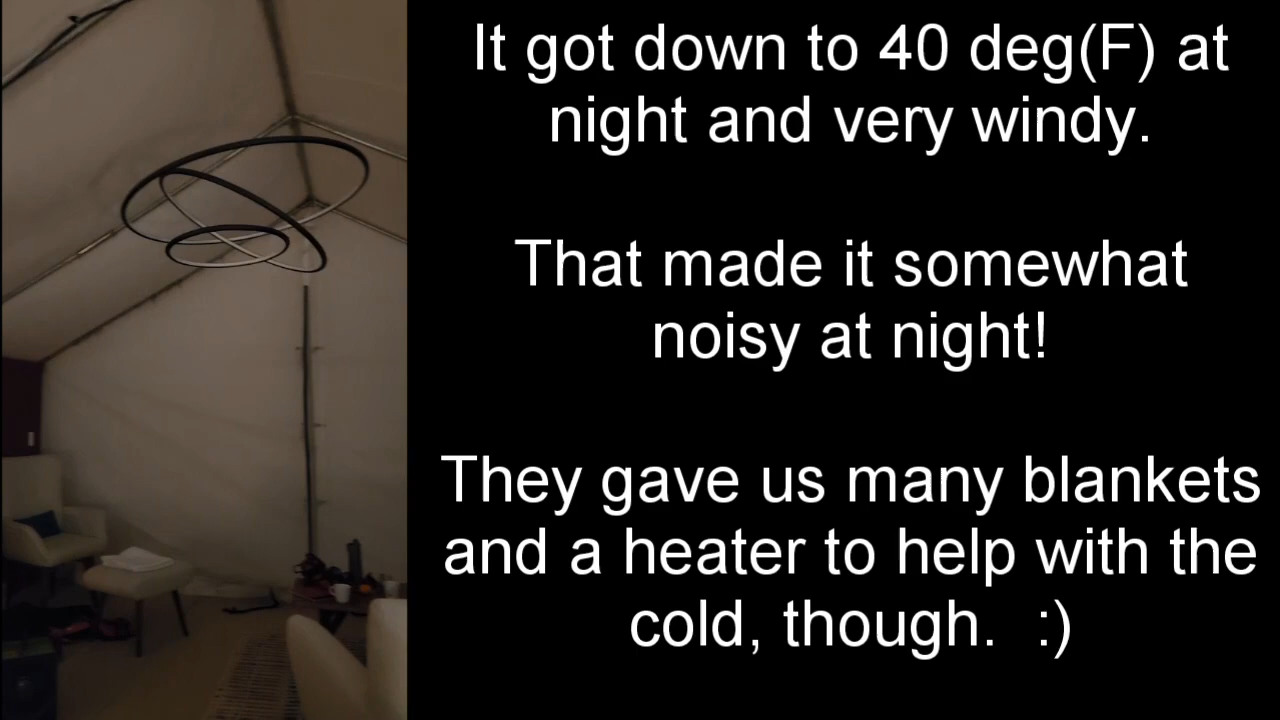 It got down to 40 deg(F) at
night and very windy.
That made it somewhat
noisy at night!
They gave us many blankets
and a heater to help with the
cold, though.  :)